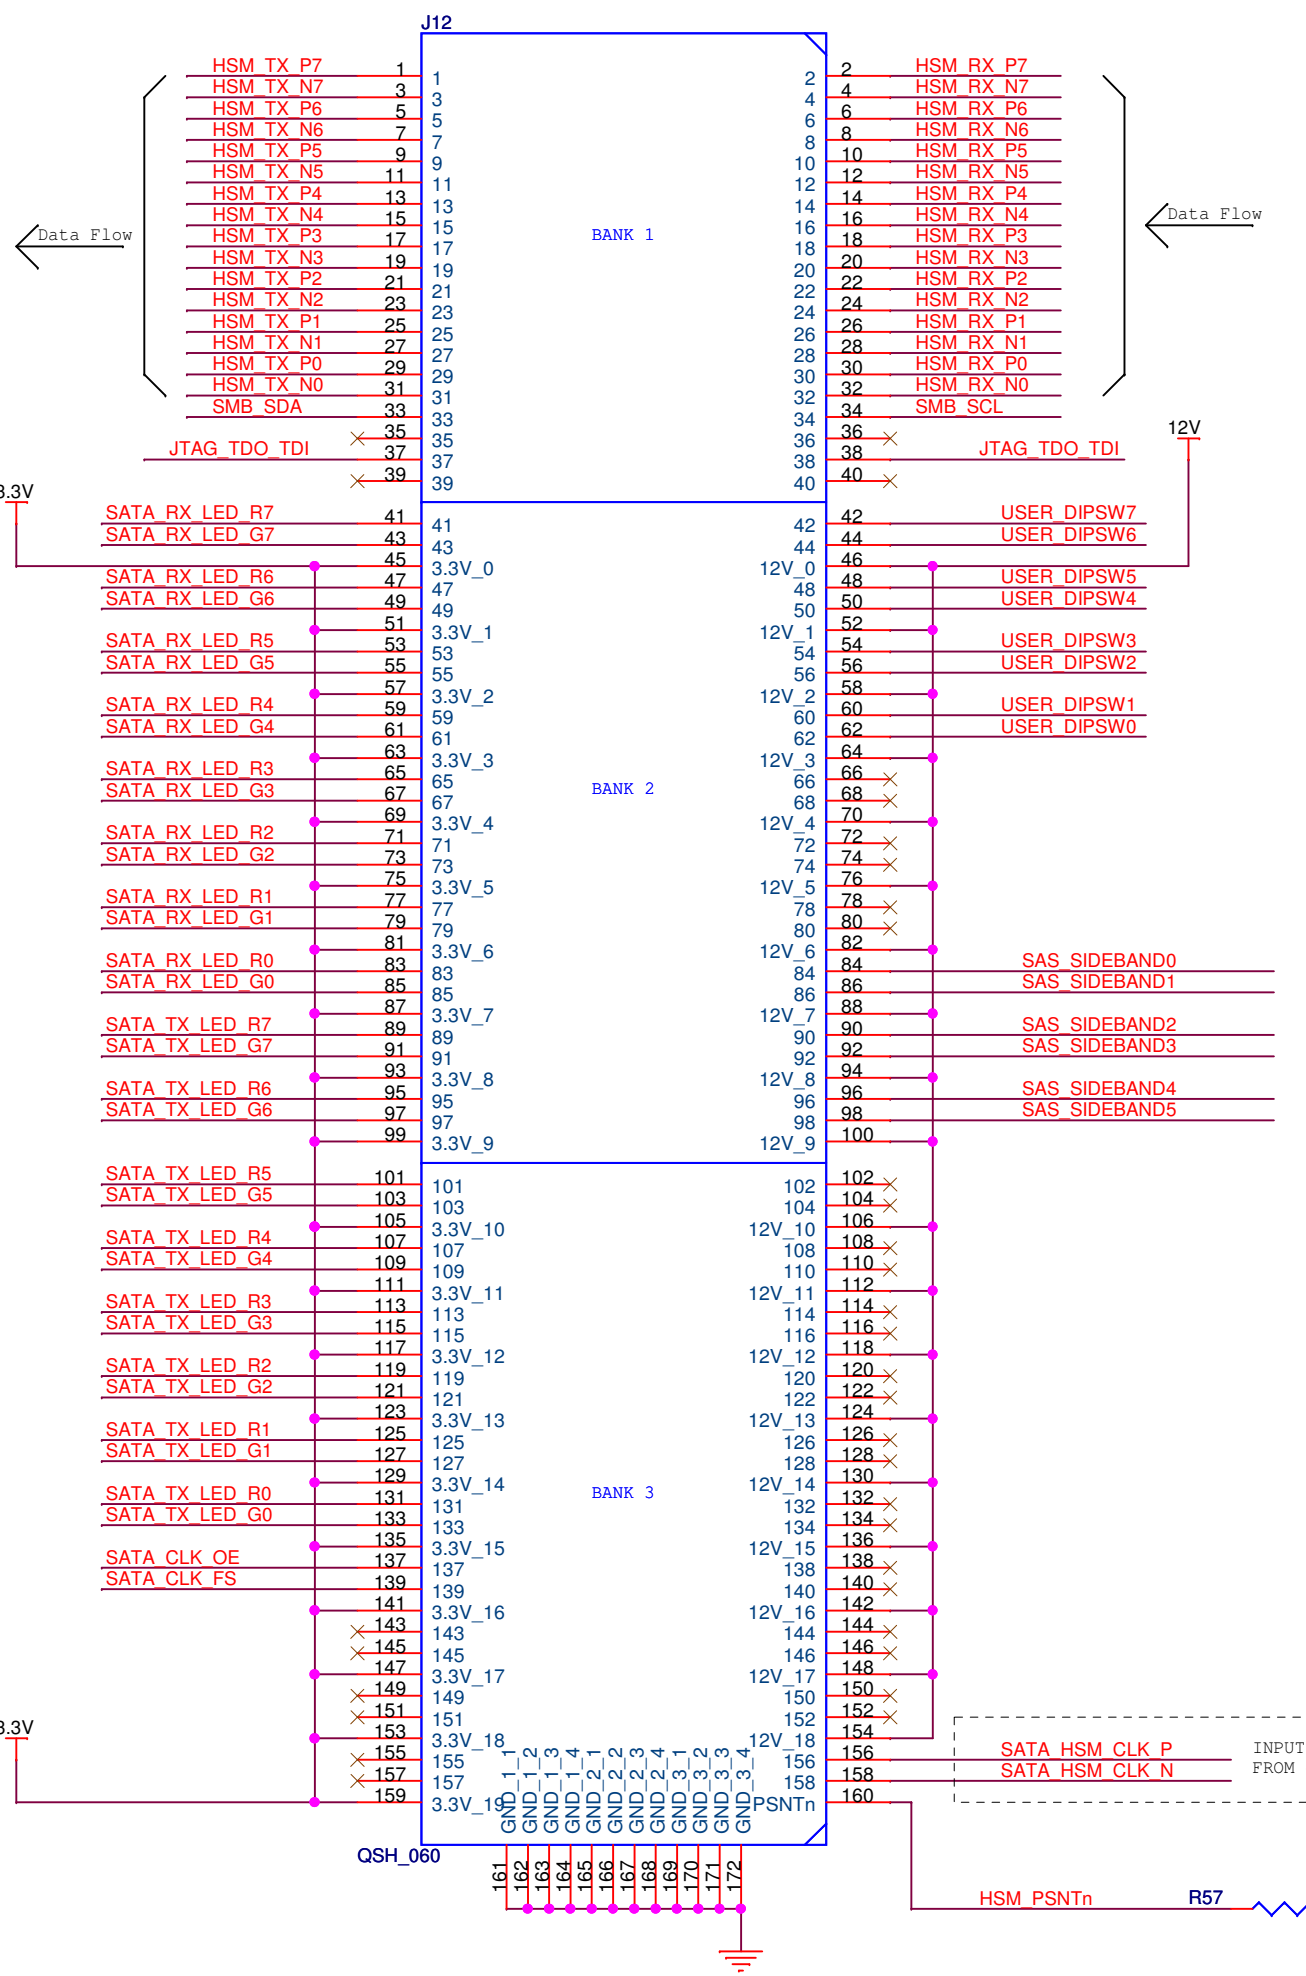 J12
HSM_TX_P7 1 1 2 2 HSM_RX_P7
HSM_TX_N7 3 3 4 4 HSM_RX_N7
HSM_TX_P6 5 5 6 6 HSM_RX_P6
HSM_TX_N6 7 7 8 8 HSM_RX_N6
HSM_TX_P5 9 9 10 10 HSM_RX_P5
HSM_TX_N5 11 11 12 12 HSM_RX_N5
HSM_TX_P4 13 13 14 14 HSM_RX_P4
HSM_TX_N4 15 15 16 16 HSM_RX_N4
Data Flow
BANK 1
Data Flow
HSM_TX_P3 17 17 18 18 HSM_RX_P3
HSM_TX_N3 19 19 20 20 HSM_RX_N3
HSM_TX_P2 21 21 22 22 HSM_RX_P2
HSM_TX_N2 23 23 24 24 HSM_RX_N2
HSM_TX_P1 25 25 26 26 HSM_RX_P1
HSM_TX_N1 27 27 28 28 HSM_RX_N1
HSM_TX_P0 29 29 30 30 HSM_RX_P0
HSM_TX_N0 31 31 32 32 HSM_RX_N0
SMB_SDA 33 33 34 34 SMB_SCL
35 35 36 36
12V
JTAG_TDO_TDI 37 37 38 38 JTAG_TDO_TDI
39 39 40 40
3.3V
SATA_RX_LED_R7 41 41 42 42 USER_DIPSW7
SATA_RX_LED_G7 43 43 44 44 USER_DIPSW6
45 3.3V_0 12V_0 46
SATA_RX_LED_R6 47 47 48 48 USER_DIPSW5
SATA_RX_LED_G6 49 49 50 50 USER_DIPSW4
51 3.3V_1 12V_1 52
SATA_RX_LED_R5 53 53 54 54 USER_DIPSW3
SATA_RX_LED_G5 55 55 56 56 USER_DIPSW2
57 3.3V_2 12V_2 58
SATA_RX_LED_R4 59 59 60 60 USER_DIPSW1
SATA_RX_LED_G4 61 61 62 62 USER_DIPSW0
63 3.3V_3 12V_3 64
SATA_RX_LED_R3 65 65 66 66
BANK 2
SATA_RX_LED_G3 67 67 68 68
69 3.3V_4 12V_4 70
SATA_RX_LED_R2 71 71 72 72
SATA_RX_LED_G2 73 73 74 74
75 3.3V_5 12V_5 76
SATA_RX_LED_R1 77 77 78 78
SATA_RX_LED_G1 79 79 80 80
81 3.3V_6 12V_6 82
SATA_RX_LED_R0 83 83 84 84 SAS_SIDEBAND0
SATA_RX_LED_G0 85 85 86 86 SAS_SIDEBAND1
87 3.3V_7 12V_7 88
SATA_TX_LED_R7 89 89 90 90 SAS_SIDEBAND2
SATA_TX_LED_G7 91 91 92 92 SAS_SIDEBAND3
93 3.3V_8 12V_8 94
SATA_TX_LED_R6 95 95 96 96 SAS_SIDEBAND4
SATA_TX_LED_G6 97 97 98 98 SAS_SIDEBAND5
99 3.3V_9 12V_9 100
SATA_TX_LED_R5 101 101 102 102
SATA_TX_LED_G5 103 103 104 104
105 3.3V_10 12V_10 106
SATA_TX_LED_R4 107 107 108 108
SATA_TX_LED_G4 109 109 110 110
111 3.3V_11 12V_11 112
SATA_TX_LED_R3 113 113 114 114
SATA_TX_LED_G3 115 115 116 116
117 3.3V_12 12V_12 118
SATA_TX_LED_R2 119 119 120 120
SATA_TX_LED_G2 121 121 122 122
123 3.3V_13 12V_13 124
SATA_TX_LED_R1 125 125 126 126
SATA_TX_LED_G1 127 127 128 128
129 3.3V_14 12V_14 130
BANK 3
SATA_TX_LED_R0 131 131 132 132
SATA_TX_LED_G0 133 133 134 134
135 3.3V_15 12V_15 136
SATA_CLK_OE 137 137 138 138
SATA_CLK_FS 139 139 140 140
141 3.3V_16 12V_16 142
143 143 144 144
145 145 146 146
147 3.3V_17 12V_17 148
149 149 150 150
151 151 152 152
3.3V
153 3.3V_18 12V_18 154
155 155 156 156 SATA_HSM_CLK_P
157 157 158 158 SATA_HSM_CLK_N
INPUT
FROM
159 3.3V_19 PSNTn 160
GND_1_1 161
GND_1_2 162
GND_1_3 163
GND_1_4 164
GND_2_1 165
GND_2_2 166
GND_2_3 167
GND_2_4 168
GND_3_1 169
GND_3_2 170
GND_3_3 171
GND_3_4 172
QSH_060
HSM_PSNTn R57